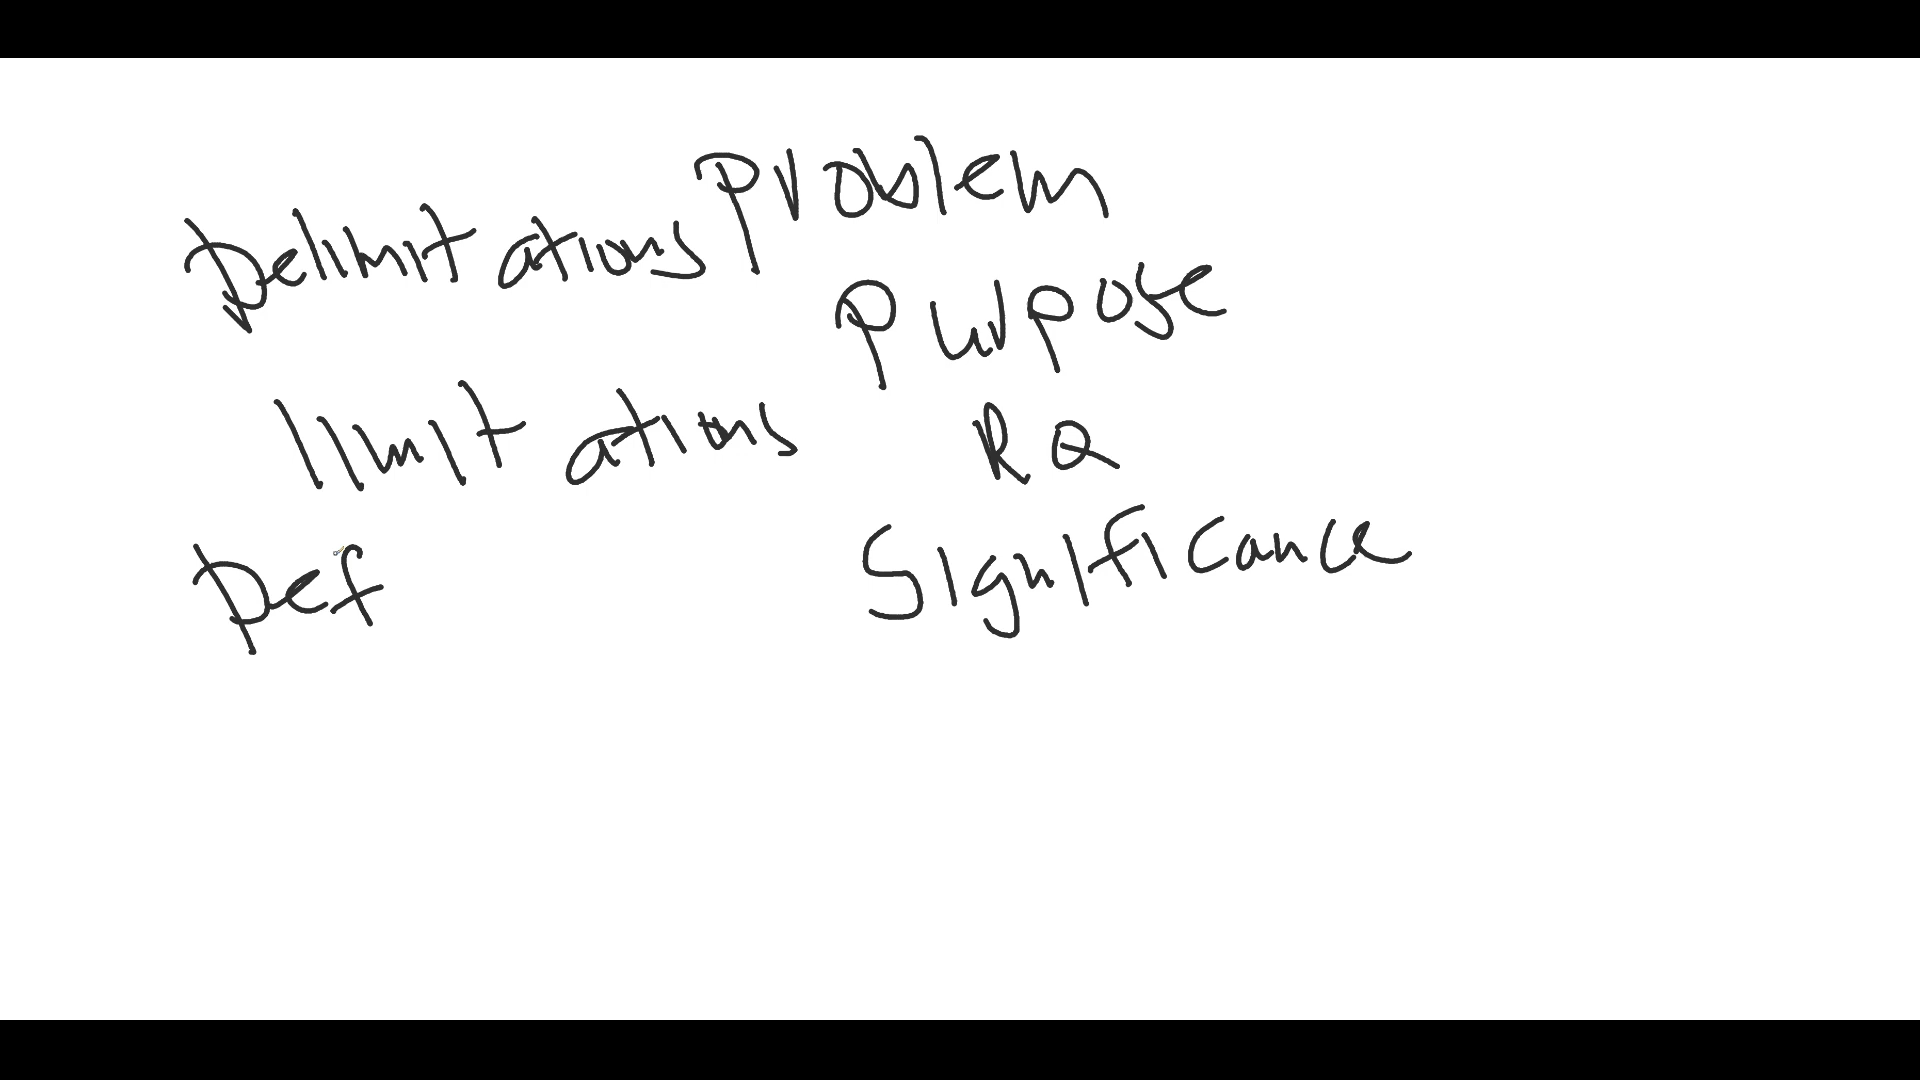 Problem
Delimitations
Purpose
limitations
RQ
Significance
Def